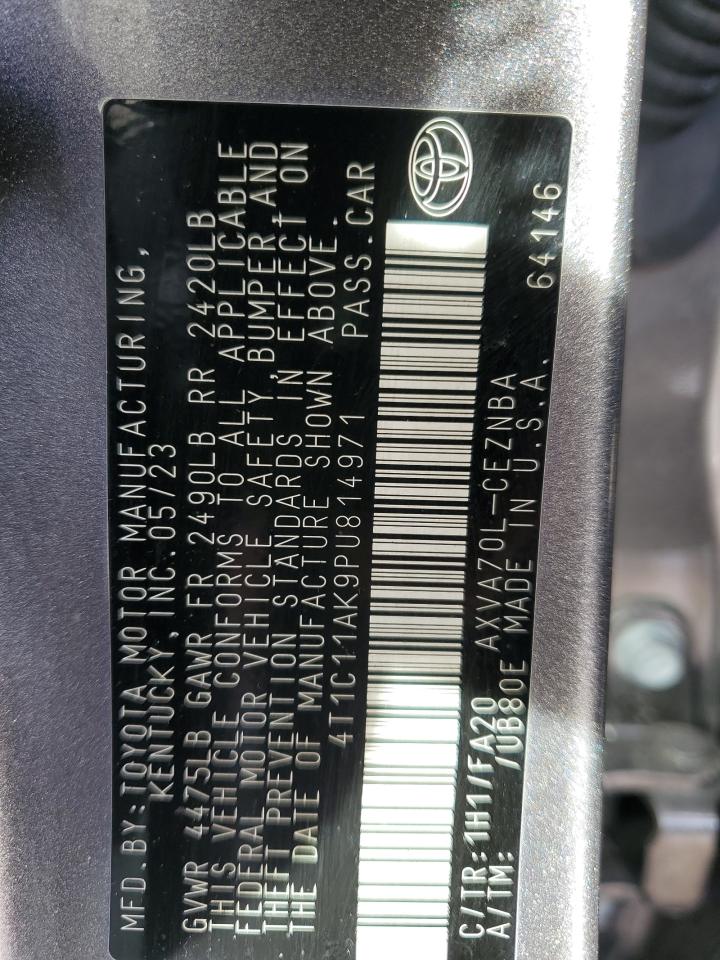 MFD.BY:TOYOTA MOTOR MANUFACTURING,
KENTUCKY, INC.05/23
GVWR 4475LB GAWR FR 2490LB RR 2420LB
THIS VEHICLE CONFORMS TO ALL APPLICABLE
FEDERAL MOTOR VEHICLE SAFETY,BUMPER AND
THEFT PREVENTION STANDARDS IN EFFECT ON
THE DATE OF MANUFACTURE SHOWN ABOVE.
4T1C11AK9PU814971 PASS.CAR
C/TR:1H1/FA20 AXVA70L-CEZNBA
A/TM: /UB80E MADE IN U.S.A. 64146